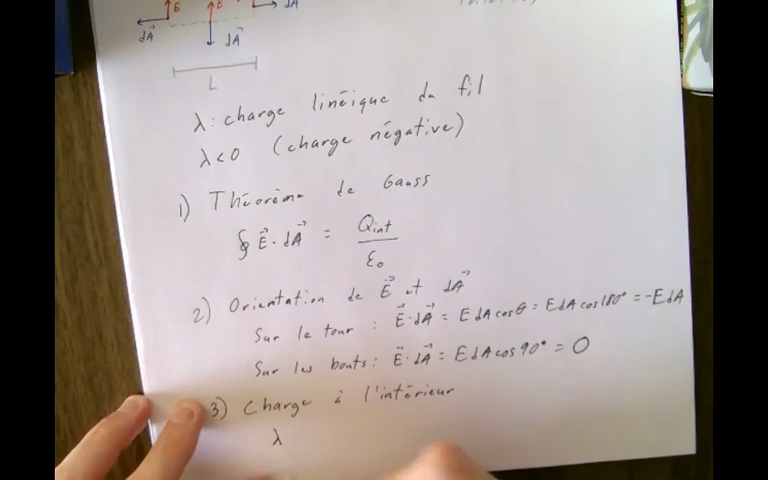 E E dA
dA dA
L
λ : charge linéique du fil
λ < 0 (charge négative)
1) Théorème de Gauss
∮ E⃗ · dA⃗ = Qint / ε₀
2) Orientation de E⃗ et dA⃗
Sur le tour : E⃗ · dA⃗ = E dA cos θ = E dA cos 180° = -E dA
Sur les bouts : E⃗ · dA⃗ = E dA cos 90° = 0
3) Charge à l'intérieur
λ